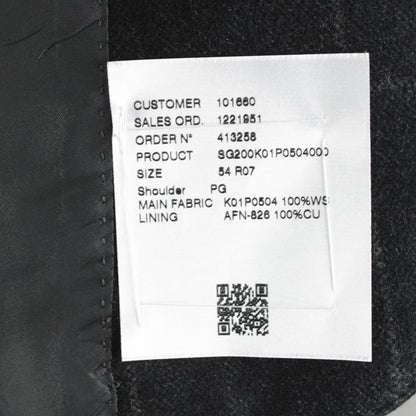 CUSTOMER 101660
SALES ORD. 1221951
ORDER N° 413258
PRODUCT SG200K01P0504000
SIZE 54 R07
Shoulder PG
MAIN FABRIC K01P0504 100%WS
LINING AFN-826 100%CU